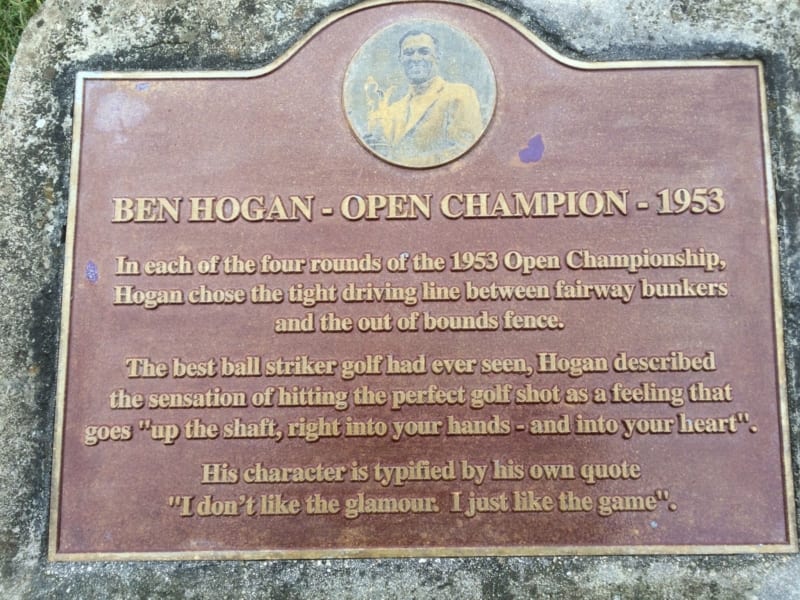 BEN HOGAN - OPEN CHAMPION - 1953
In each of the four rounds of the 1953 Open Championship,
Hogan chose the tight driving line between fairway bunkers
and the out of bounds fence.
The best ball striker golf had ever seen, Hogan described
the sensation of hitting the perfect golf shot as a feeling that
goes "up the shaft, right into your hands - and into your heart".
His character is typified by his own quote
"I don't like the glamour. I just like the game".